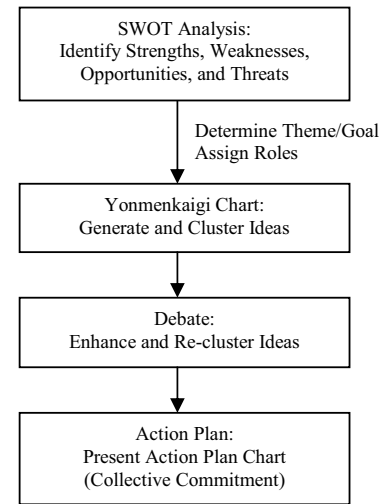 SWOT Analysis:
Identify Strengths, Weaknesses,
Opportunities, and Threats
Determine Theme/Goal
Assign Roles
Yonmenkaigi Chart:
Generate and Cluster Ideas
Debate:
Enhance and Re-cluster Ideas
Action Plan:
Present Action Plan Chart
(Collective Commitment)